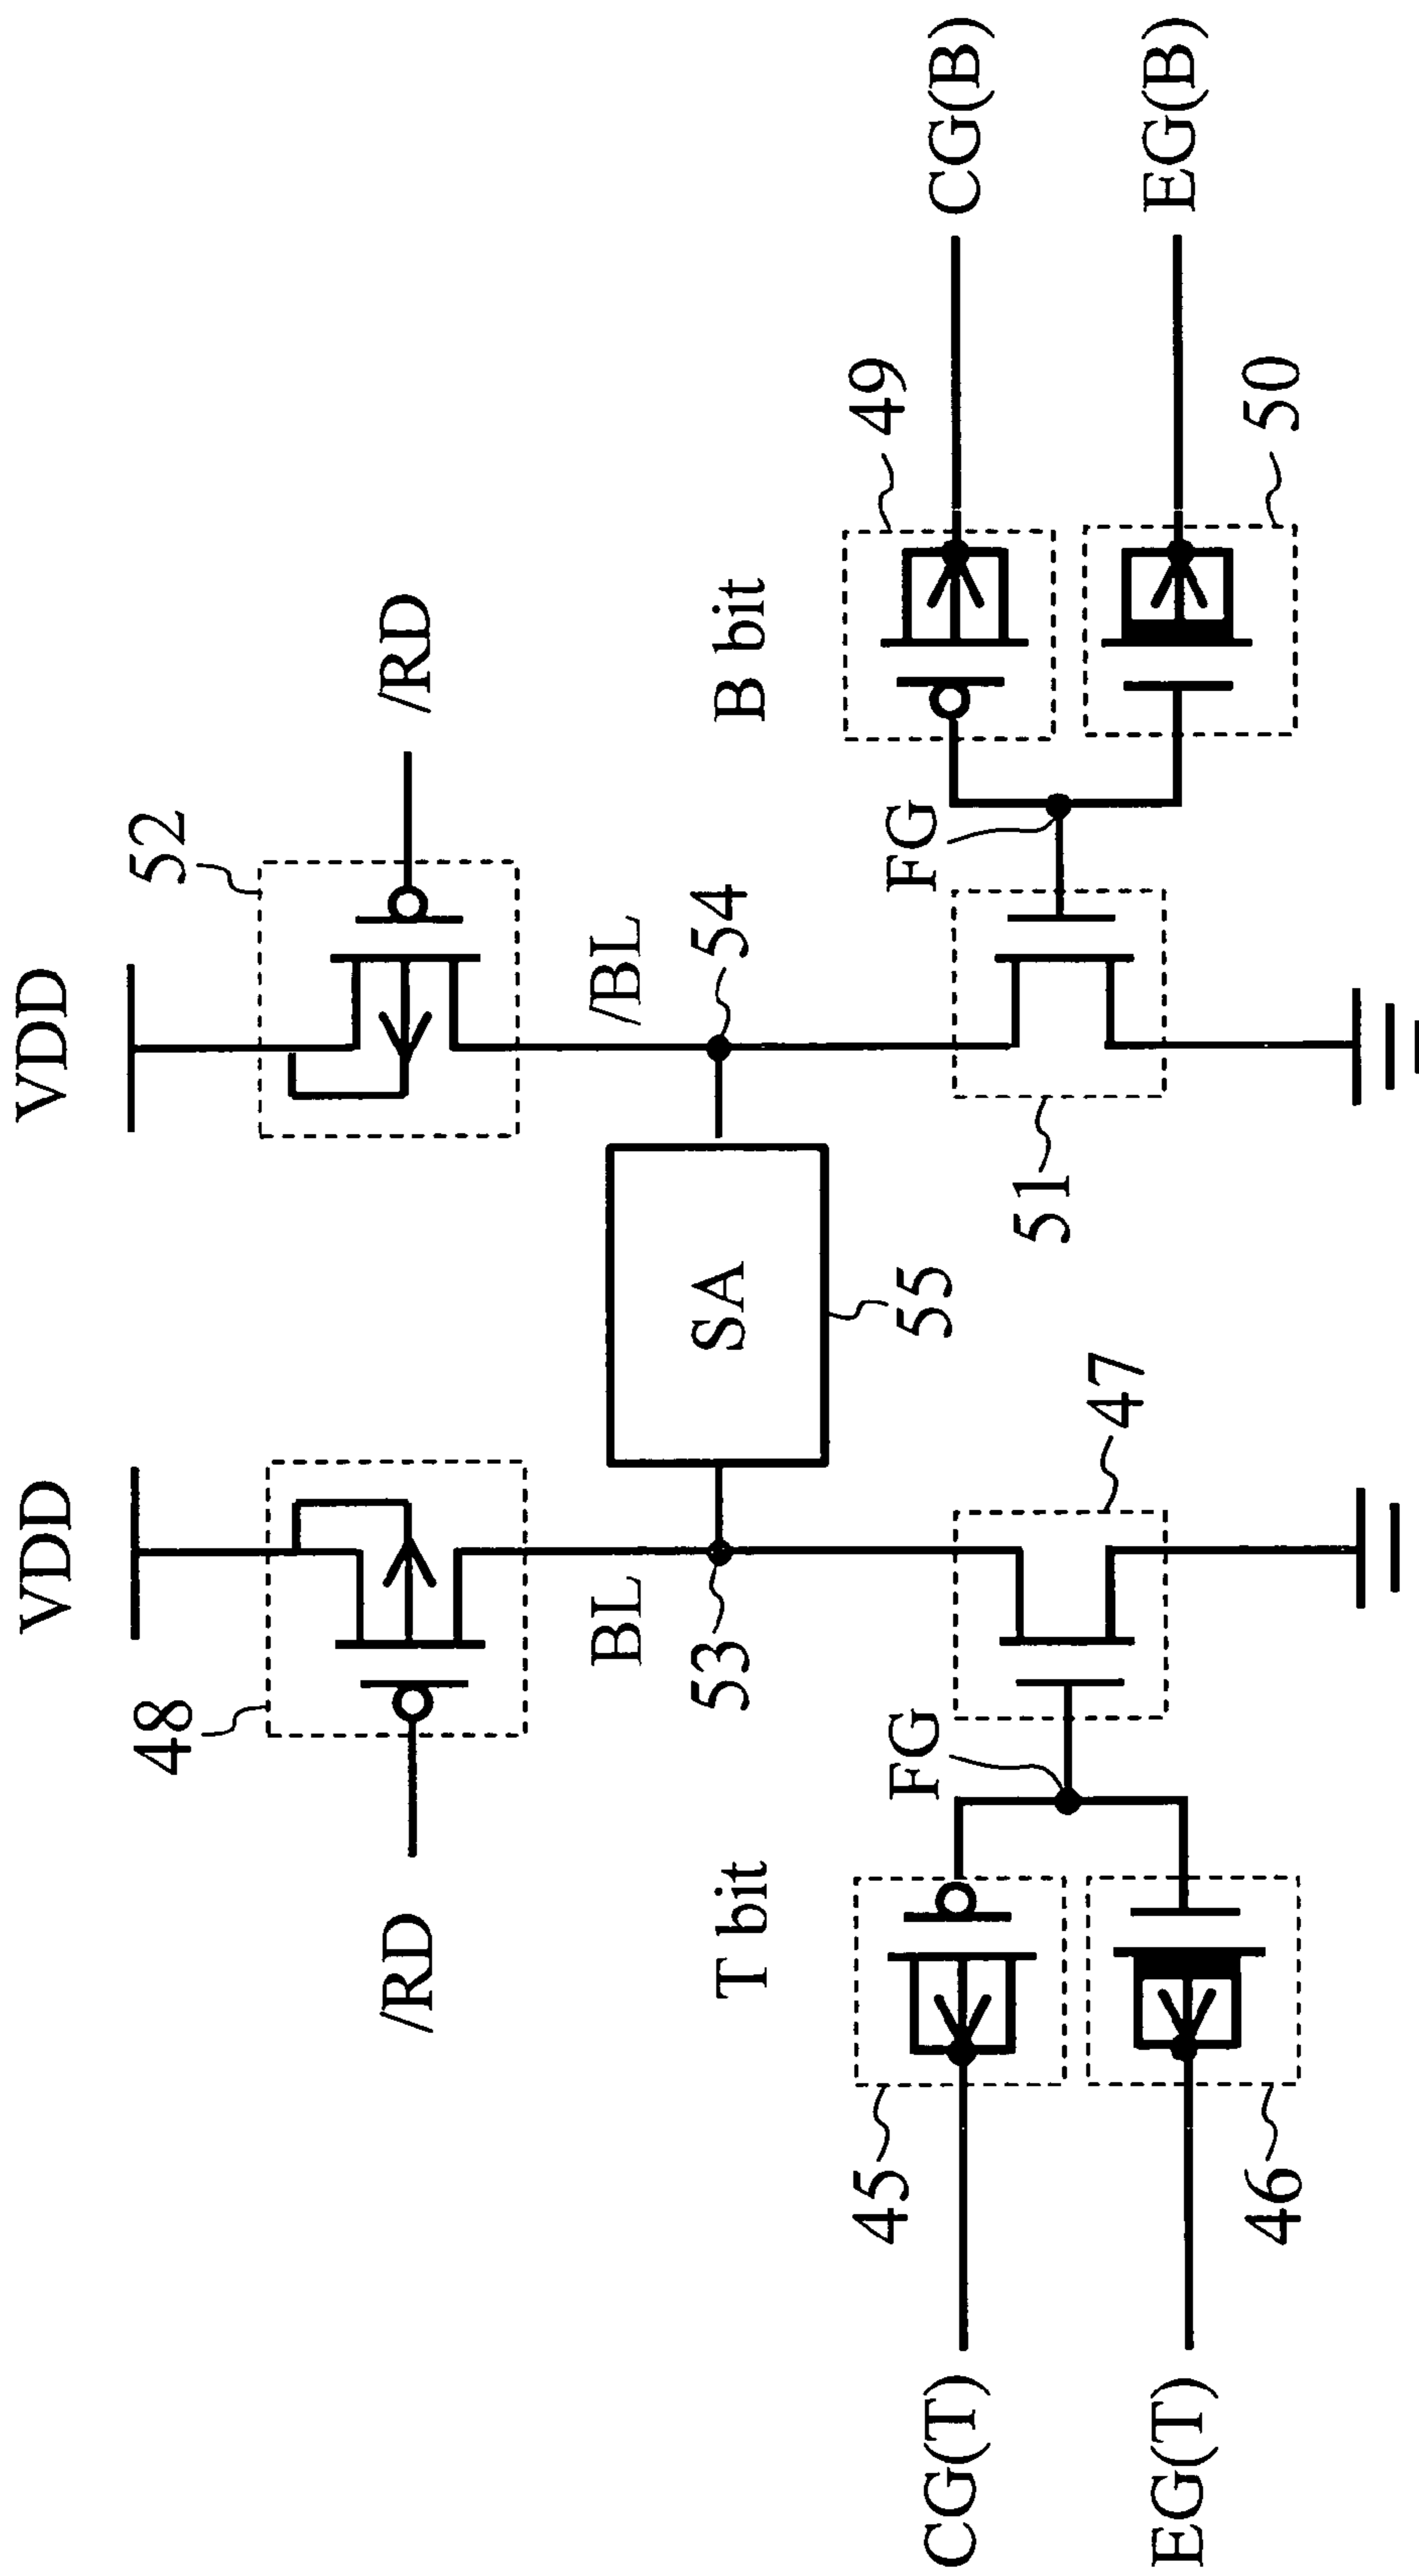 VDD
VDD
48
52
/RD
/RD
BL
/BL
53
54
T bit
SA
B bit
55
FG
FG
CG(T)
45
47
51
49
CG(B)
EG(T)
46
50
EG(B)